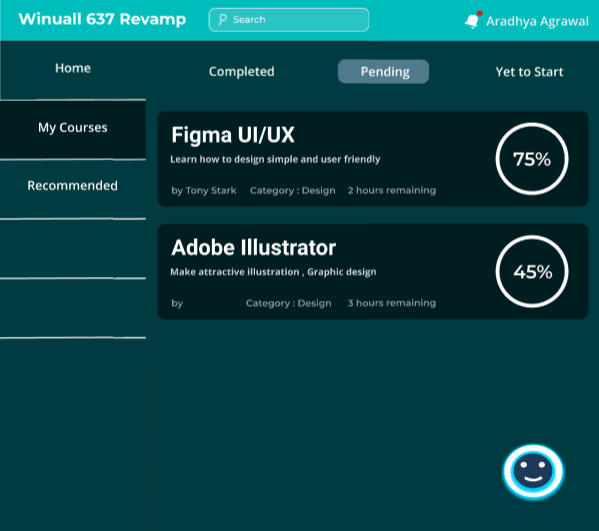 Winuall 637 Revamp
Search
Aradhya Agrawal
Home
My Courses
Recommended
Completed
Pending
Yet to Start
Figma UI/UX
Learn how to design simple and user friendly
by Tony Stark Category : Design 2 hours remaining
75%
Adobe Illustrator
Make attractive illustration , Graphic design
by Category : Design 3 hours remaining
45%